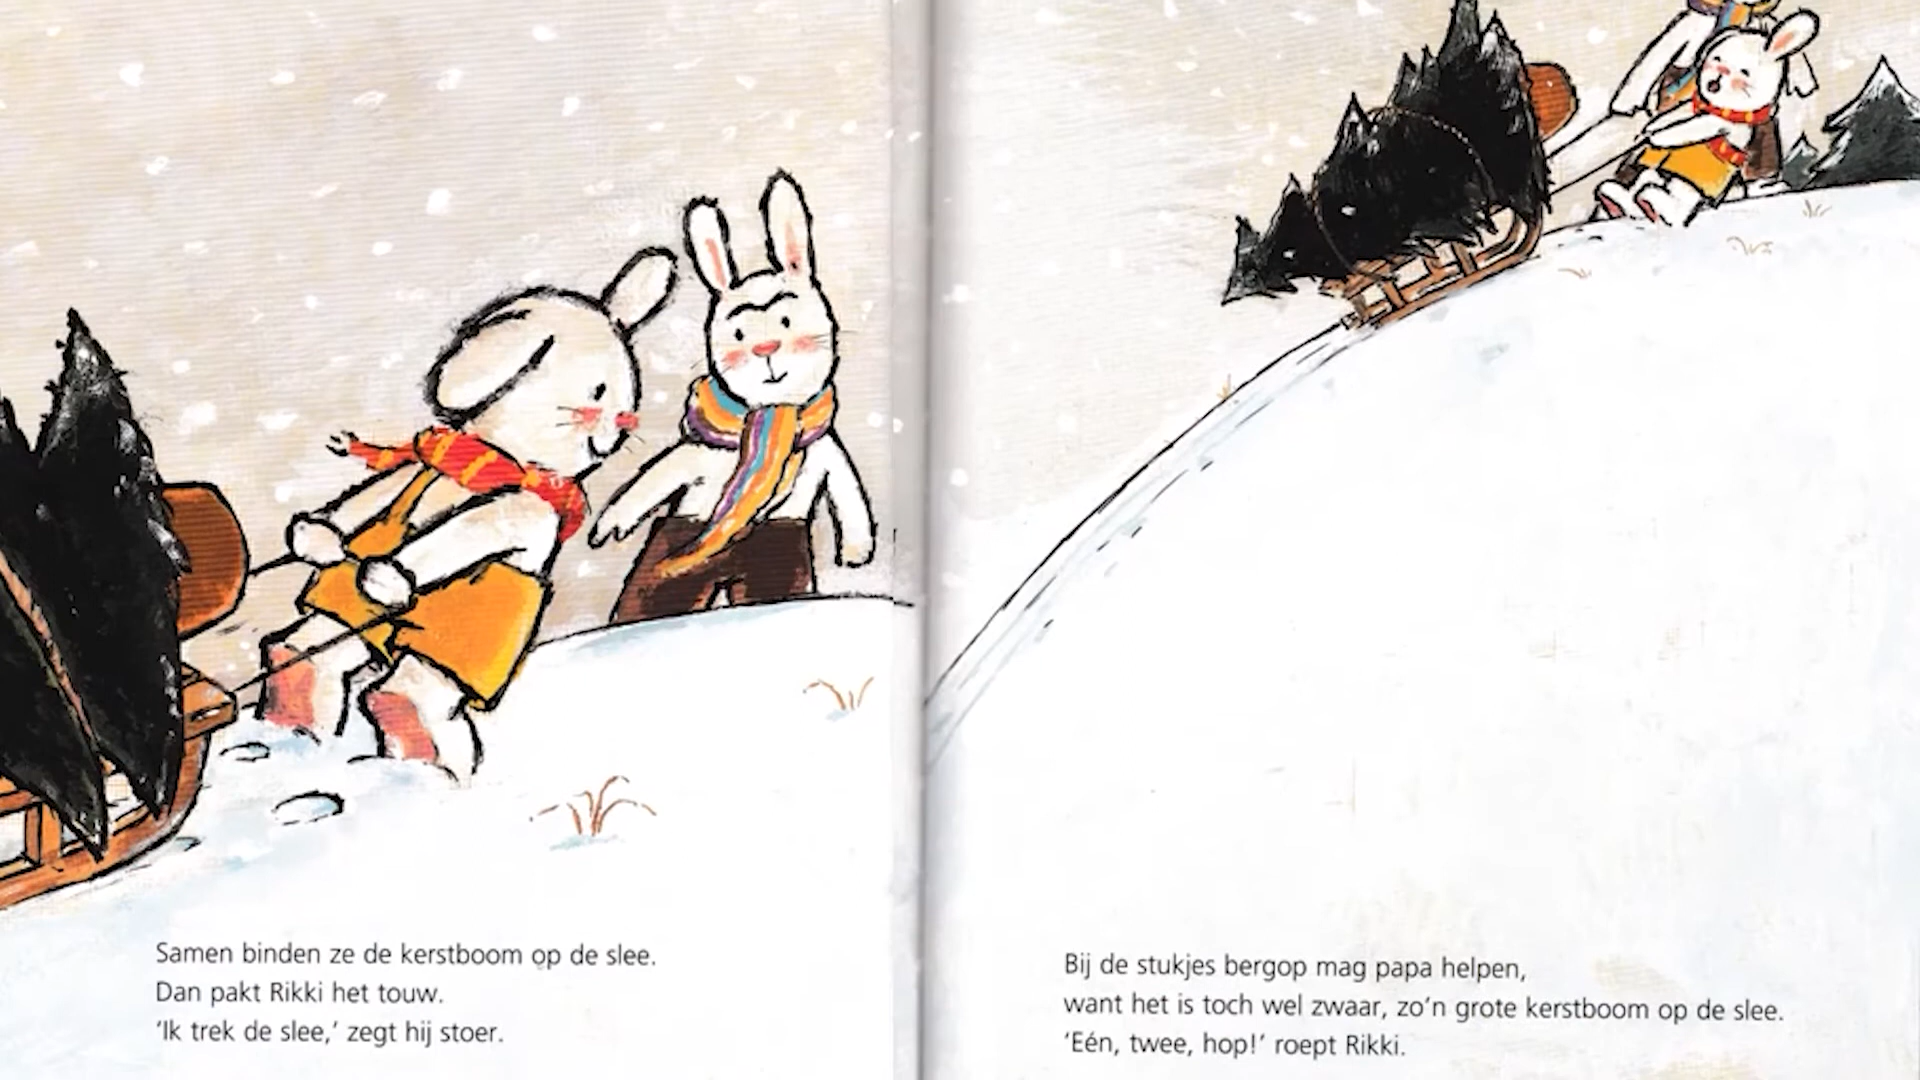 Samen binden ze de kerstboom op de slee.
Dan pakt Rikki het touw.
‘Ik trek de slee,’ zegt hij stoer.
Bij de stukjes bergop mag papa helpen,
want het is toch wel zwaar, zo’n grote kerstboom op de slee.
‘Eén, twee, hop!’ roept Rikki.